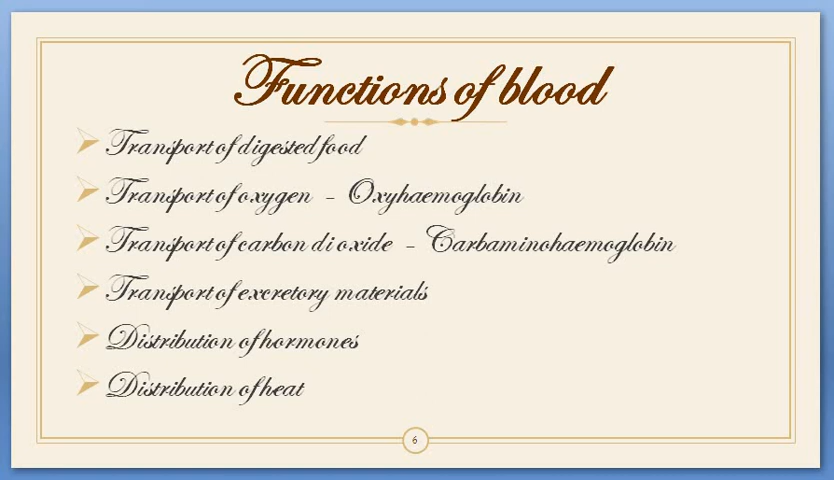 Functions of blood
Transport of digested food
Transport of oxygen – Oxyhaemoglobin
Transport of carbon di oxide – Carbaminohaemoglobin
Transport of excretory materials
Distribution of hormones
Distribution of heat
6